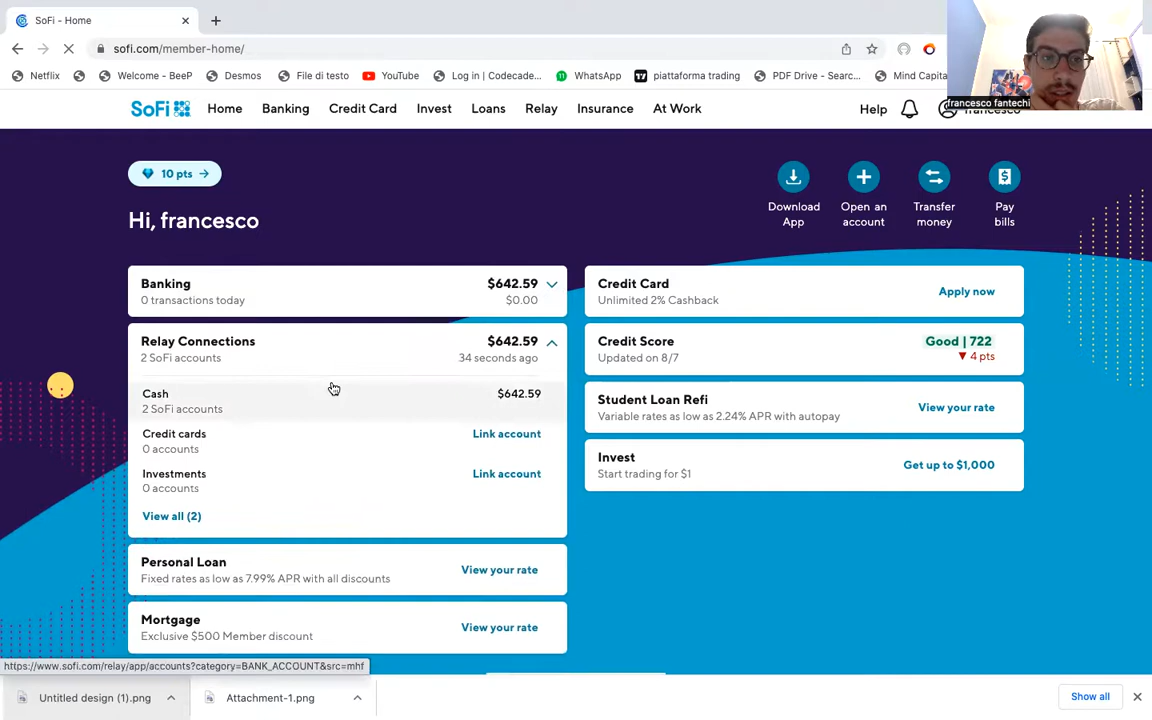 SoFi - Home
sofi.com/member-home/
Netflix
Welcome - BeeP
Desmos
File di testo
YouTube
Log in | Codecade...
WhatsApp
piattaforma trading
PDF Drive - Searc...
Mind Capita
francesco fantechi
SoFi
Home
Banking
Credit Card
Invest
Loans
Relay
Insurance
At Work
Help
francesco
10 pts →
Hi, francesco
Download App
Open an account
Transfer money
Pay bills
Banking
$642.59
0 transactions today
$0.00
Relay Connections
$642.59
2 SoFi accounts
34 seconds ago
Cash
$642.59
2 SoFi accounts
Credit cards
Link account
0 accounts
Investments
Link account
0 accounts
View all (2)
Personal Loan
Fixed rates as low as 7.99% APR with all discounts
View your rate
Mortgage
Exclusive $500 Member discount
View your rate
Credit Card
Unlimited 2% Cashback
Apply now
Credit Score
Good | 722
Updated on 8/7
▼ 4 pts
Student Loan Refi
Variable rates as low as 2.24% APR with autopay
View your rate
Invest
Start trading for $1
Get up to $1,000
https://www.sofi.com/relay/app/accounts?category=BANK_ACCOUNT&src=mhf
Untitled design (1).png
Attachment-1.png
Show all